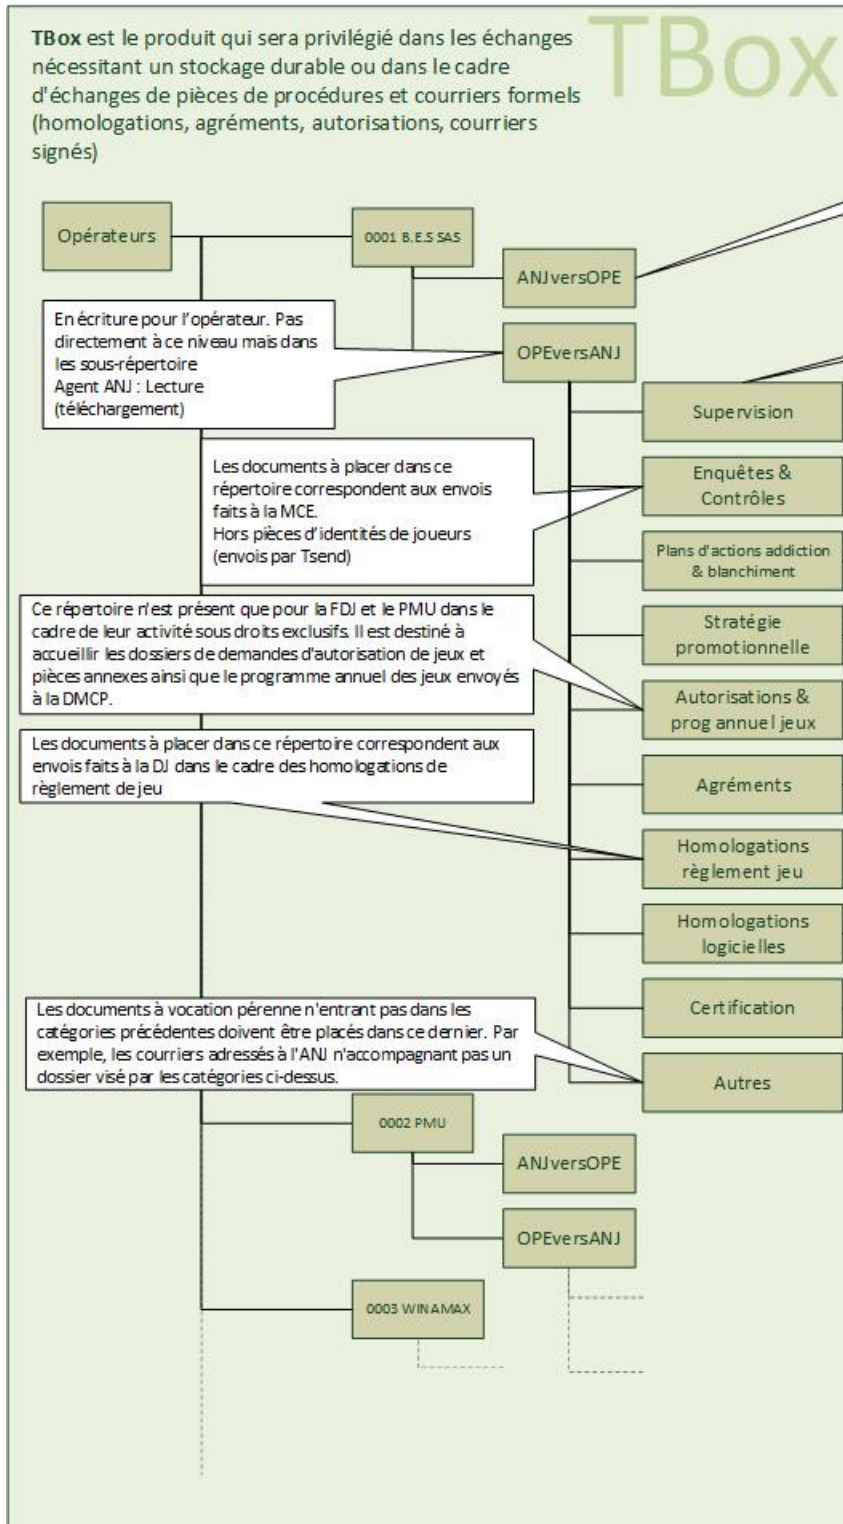 TBox
TBox est le produit qui sera privilégié dans les échanges
nécessitant un stockage durable ou dans le cadre
d'échanges de pièces de procédures et courriers formels
(homologations, agréments, autorisations, courriers
signés)
Opérateurs
0001 B.E.S SAS
ANJversOPE
En écriture pour l'opérateur. Pas
directement à ce niveau mais dans
les sous-répertoire
Agent ANJ : Lecture
(téléchargement)
OPEversANJ
Supervision
Les documents à placer dans ce
répertoire correspondent aux envois
faits à la MCE.
Hors pièces d'identités de joueurs
(envois par Tsend)
Enquêtes &
Contrôles
Plans d'actions addiction
& blanchiment
Ce répertoire n'est présent que pour la FDJ et le PMU dans le
cadre de leur activité sous droits exclusifs. Il est destiné à
accueillir les dossiers de demandes d'autorisation de jeux et
pièces annexes ainsi que le programme annuel des jeux envoyés
à la DMCP.
Stratégie
promotionnelle
Autorisations &
prog annuel jeux
Les documents à placer dans ce répertoire correspondent aux
envois faits à la DJ dans le cadre des homologations de
règlement de jeu
Agréments
Homologations
règlement jeu
Homologations
logicielles
Certification
Les documents à vocation pérenne n'entrant pas dans les
catégories précédentes doivent être placés dans ce dernier. Par
exemple, les courriers adressés à l'ANJ n'accompagnant pas un
dossier visé par les catégories ci-dessus.
Autres
0002 PMU
ANJversOPE
OPEversANJ
0003 WINAMAX